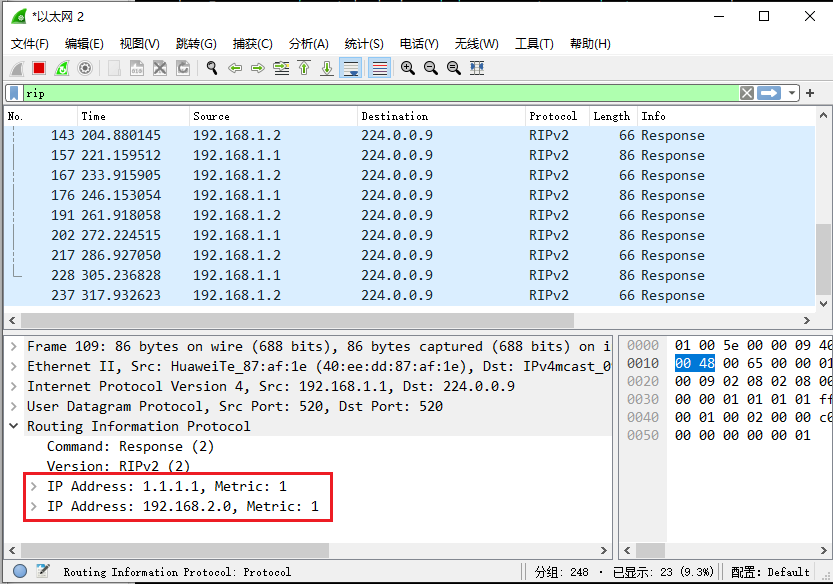 *以太网 2
文件(F) 编辑(E) 视图(V) 跳转(G) 捕获(C) 分析(A) 统计(S) 电话(Y) 无线(W) 工具(T) 帮助(H)
rip
No. Time Source Destination Protocol Length Info
143 204.880145 192.168.1.2 224.0.0.9 RIPv2 66 Response
157 221.159512 192.168.1.1 224.0.0.9 RIPv2 86 Response
167 233.915905 192.168.1.2 224.0.0.9 RIPv2 66 Response
176 246.153054 192.168.1.1 224.0.0.9 RIPv2 86 Response
191 261.918058 192.168.1.2 224.0.0.9 RIPv2 66 Response
202 272.224515 192.168.1.1 224.0.0.9 RIPv2 86 Response
217 286.927050 192.168.1.2 224.0.0.9 RIPv2 66 Response
228 305.236828 192.168.1.1 224.0.0.9 RIPv2 86 Response
237 317.932623 192.168.1.2 224.0.0.9 RIPv2 66 Response
Frame 109: 86 bytes on wire (688 bits), 86 bytes captured (688 bits) on i
Ethernet II, Src: HuaweiTe_87:af:1e (40:ee:dd:87:af:1e), Dst: IPv4mcast_0
Internet Protocol Version 4, Src: 192.168.1.1, Dst: 224.0.0.9
User Datagram Protocol, Src Port: 520, Dst Port: 520
Routing Information Protocol
Command: Response (2)
Version: RIPv2 (2)
IP Address: 1.1.1.1, Metric: 1
IP Address: 192.168.2.0, Metric: 1
0000 01 00 5e 00 00 09 40
0010 00 48 00 65 00 00 01
0020 00 09 02 08 02 08 00
0030 00 00 01 01 01 01 ff
0040 00 01 00 02 00 00 c0
0050 00 00 00 00 00 01
Routing Information Protocol: Protocol
分组: 248 · 已显示: 23 (9.3%)
配置: Default